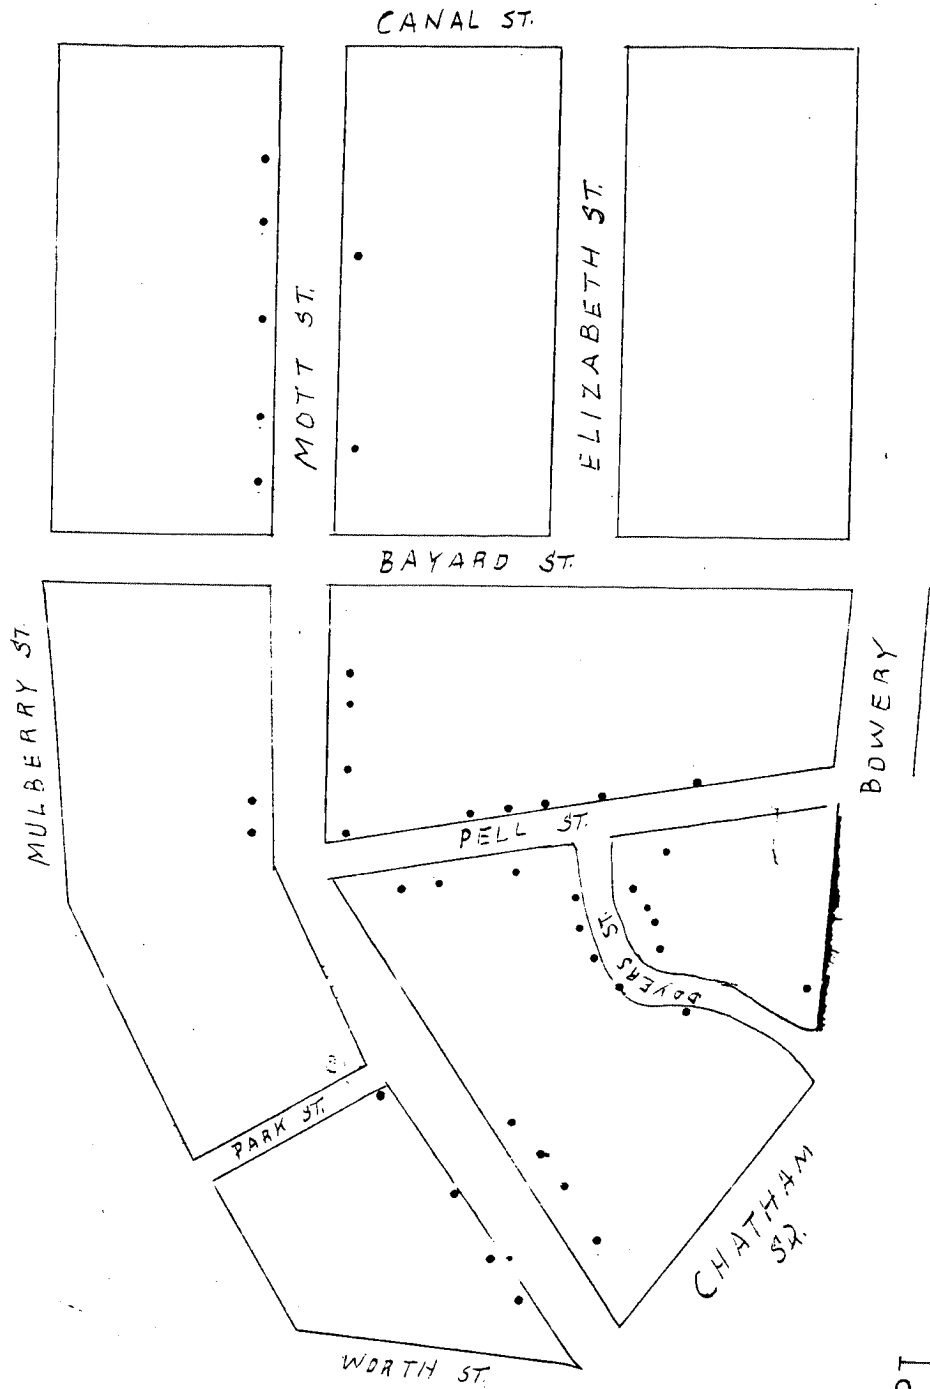 CANAL ST.
MOTT ST.
ELIZABETH ST.
BAYARD ST.
MULBERRY ST.
BOWERY
PELL ST.
DOYERS ST.
PARK ST.
CHATHAM
SQ.
WORTH ST.